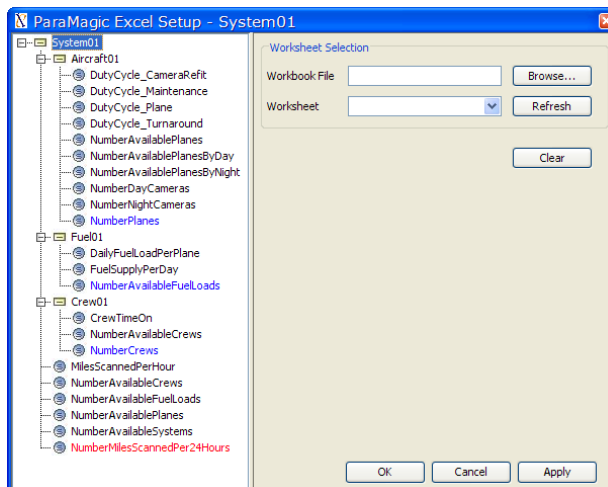 ParaMagic Excel Setup - System01
System01
Aircraft01
DutyCycle_CameraRefit
DutyCycle_Maintenance
DutyCycle_Plane
DutyCycle_Turnaround
NumberAvailablePlanes
NumberAvailablePlanesByDay
NumberAvailablePlanesByNight
NumberDayCameras
NumberNightCameras
NumberPlanes
Fuel01
DailyFuelLoadPerPlane
FuelSupplyPerDay
NumberAvailableFuelLoads
Crew01
CrewTimeOn
NumberAvailableCrews
NumberCrews
MilesScannedPerHour
NumberAvailableCrews
NumberAvailableFuelLoads
NumberAvailablePlanes
NumberAvailableSystems
NumberMilesScannedPer24Hours
Worksheet Selection
Workbook File Browse...
Worksheet Refresh
Clear
OK Cancel Apply